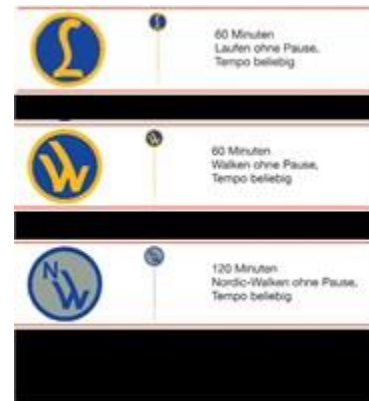 L
60 Minuten
Laufen ohne Pause,
Tempo beliebig
W
60 Minuten
Walken ohne Pause,
Tempo beliebig
N
W
120 Minuten
Nordic-Walken ohne Pause,
Tempo beliebig